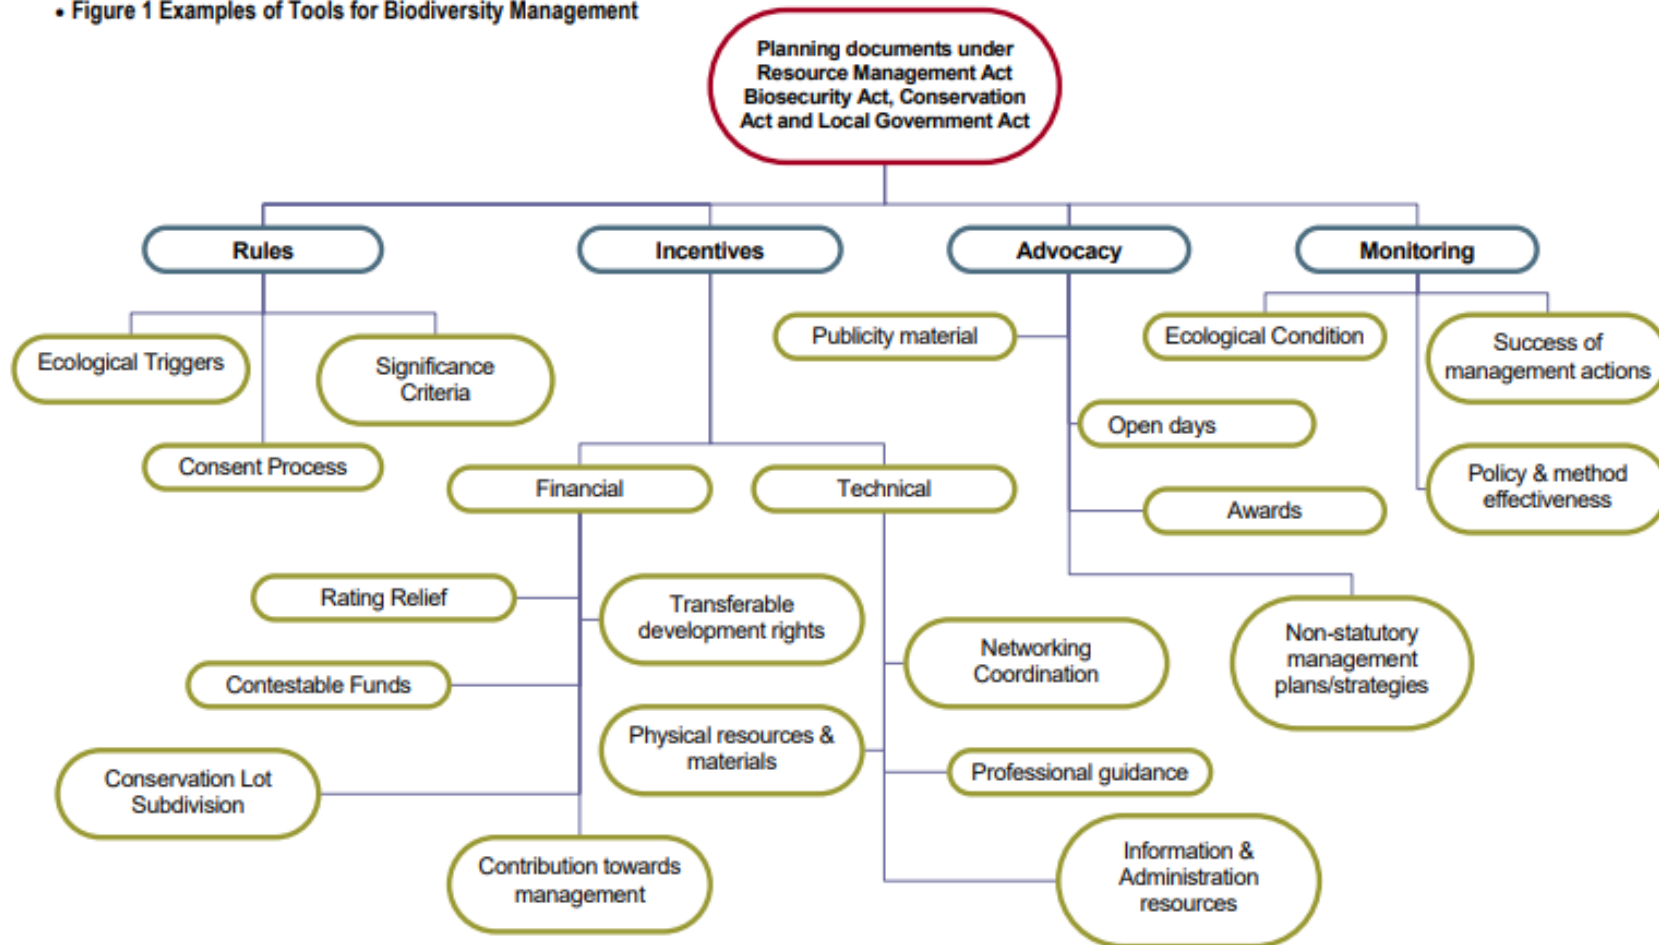 • Figure 1 Examples of Tools for Biodiversity Management
Planning documents under
Resource Management Act
Biosecurity Act, Conservation
Act and Local Government Act
Rules
Incentives
Advocacy
Monitoring
Ecological Triggers
Significance
Criteria
Consent Process
Financial
Technical
Rating Relief
Transferable
development rights
Contestable Funds
Conservation Lot
Subdivision
Contribution towards
management
Networking
Coordination
Physical resources &
materials
Professional guidance
Information &
Administration
resources
Publicity material
Open days
Awards
Non-statutory
management
plans/strategies
Ecological Condition
Success of
management actions
Policy & method
effectiveness